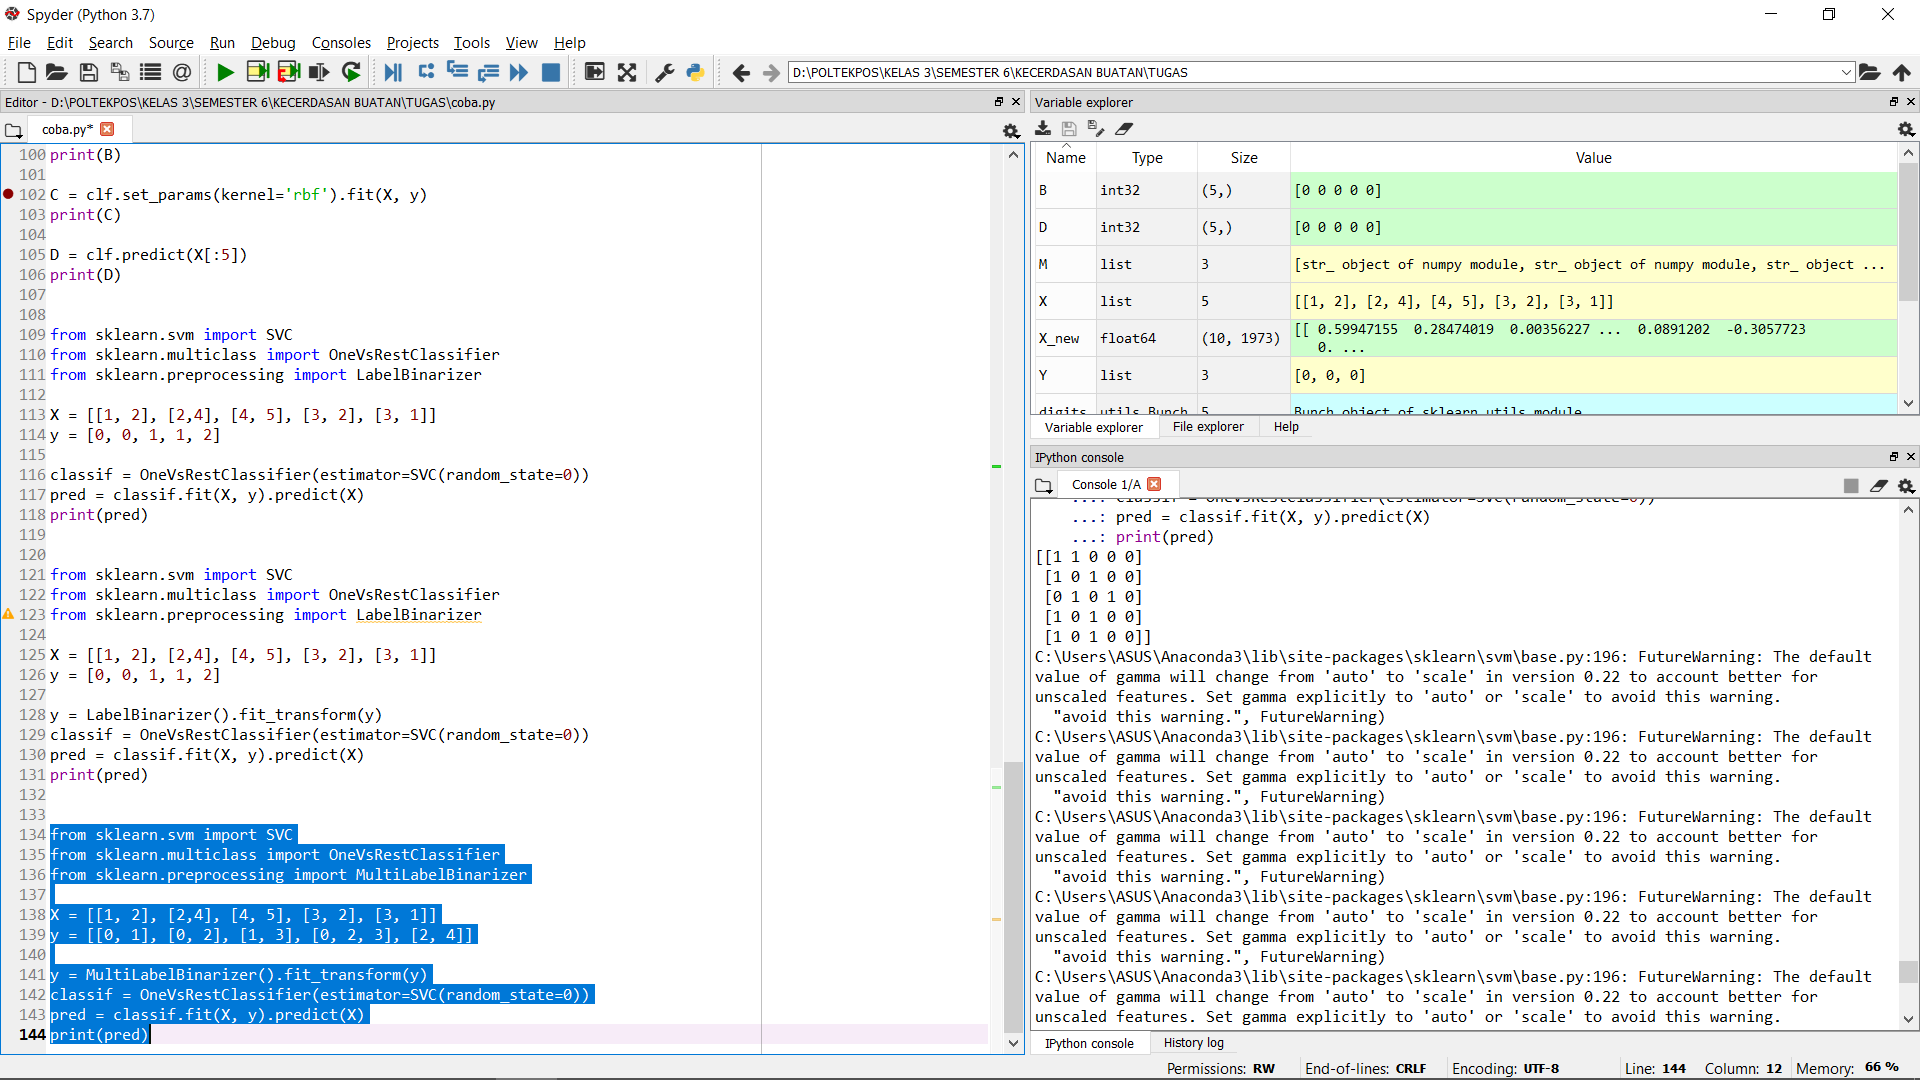 Spyder (Python 3.7)
File Edit Search Source Run Debug Consoles Projects Tools View Help
D:\POLTEKPOS\KELAS 3\SEMESTER 6\KECERDASAN BUATAN\TUGAS
Editor - D:\POLTEKPOS\KELAS 3\SEMESTER 6\KECERDASAN BUATAN\TUGAS\coba.py
coba.py*
100 print(B)
101
102 C = clf.set_params(kernel='rbf').fit(X, y)
103 print(C)
104
105 D = clf.predict(X[:5])
106 print(D)
107
108
109 from sklearn.svm import SVC
110 from sklearn.multiclass import OneVsRestClassifier
111 from sklearn.preprocessing import LabelBinarizer
112
113 X = [[1, 2], [2,4], [4, 5], [3, 2], [3, 1]]
114 y = [0, 0, 1, 1, 2]
115
116 classif = OneVsRestClassifier(estimator=SVC(random_state=0))
117 pred = classif.fit(X, y).predict(X)
118 print(pred)
119
120
121 from sklearn.svm import SVC
122 from sklearn.multiclass import OneVsRestClassifier
123 from sklearn.preprocessing import LabelBinarizer
124
125 X = [[1, 2], [2,4], [4, 5], [3, 2], [3, 1]]
126 y = [0, 0, 1, 1, 2]
127
128 y = LabelBinarizer().fit_transform(y)
129 classif = OneVsRestClassifier(estimator=SVC(random_state=0))
130 pred = classif.fit(X, y).predict(X)
131 print(pred)
132
133
134 from sklearn.svm import SVC
135 from sklearn.multiclass import OneVsRestClassifier
136 from sklearn.preprocessing import MultiLabelBinarizer
137
138 X = [[1, 2], [2,4], [4, 5], [3, 2], [3, 1]]
139 y = [[0, 1], [0, 2], [1, 3], [0, 2, 3], [2, 4]]
140
141 y = MultiLabelBinarizer().fit_transform(y)
142 classif = OneVsRestClassifier(estimator=SVC(random_state=0))
143 pred = classif.fit(X, y).predict(X)
144 print(pred)
Variable explorer
Name Type Size Value
B int32 (5,) [0 0 0 0 0]
D int32 (5,) [0 0 0 0 0]
M list 3 [str_ object of numpy module, str_ object of numpy module, str_ object ...
X list 5 [[1, 2], [2, 4], [4, 5], [3, 2], [3, 1]]
X_new float64 (10, 1973) [[ 0.59947155 0.28474019 0.00356227 ... 0.0891202 -0.3057723
0. ...
Y list 3 [0, 0, 0]
digits utils.Bunch 5 Bunch object of sklearn.utils module
Variable explorer File explorer Help
IPython console
Console 1/A
...: classif = OneVsRestClassifier(estimator=SVC(random_state=0))
...: pred = classif.fit(X, y).predict(X)
...: print(pred)
[[1 1 0 0 0]
[1 0 1 0 0]
[0 1 0 1 0]
[1 0 1 0 0]
[1 0 1 0 0]]
C:\Users\ASUS\Anaconda3\lib\site-packages\sklearn\svm\base.py:196: FutureWarning: The default
value of gamma will change from 'auto' to 'scale' in version 0.22 to account better for
unscaled features. Set gamma explicitly to 'auto' or 'scale' to avoid this warning.
"avoid this warning.", FutureWarning)
C:\Users\ASUS\Anaconda3\lib\site-packages\sklearn\svm\base.py:196: FutureWarning: The default
value of gamma will change from 'auto' to 'scale' in version 0.22 to account better for
unscaled features. Set gamma explicitly to 'auto' or 'scale' to avoid this warning.
"avoid this warning.", FutureWarning)
C:\Users\ASUS\Anaconda3\lib\site-packages\sklearn\svm\base.py:196: FutureWarning: The default
value of gamma will change from 'auto' to 'scale' in version 0.22 to account better for
unscaled features. Set gamma explicitly to 'auto' or 'scale' to avoid this warning.
"avoid this warning.", FutureWarning)
C:\Users\ASUS\Anaconda3\lib\site-packages\sklearn\svm\base.py:196: FutureWarning: The default
value of gamma will change from 'auto' to 'scale' in version 0.22 to account better for
unscaled features. Set gamma explicitly to 'auto' or 'scale' to avoid this warning.
"avoid this warning.", FutureWarning)
C:\Users\ASUS\Anaconda3\lib\site-packages\sklearn\svm\base.py:196: FutureWarning: The default
value of gamma will change from 'auto' to 'scale' in version 0.22 to account better for
unscaled features. Set gamma explicitly to 'auto' or 'scale' to avoid this warning.
IPython console History log
Permissions: RW End-of-lines: CRLF Encoding: UTF-8 Line: 144 Column: 12 Memory: 66 %